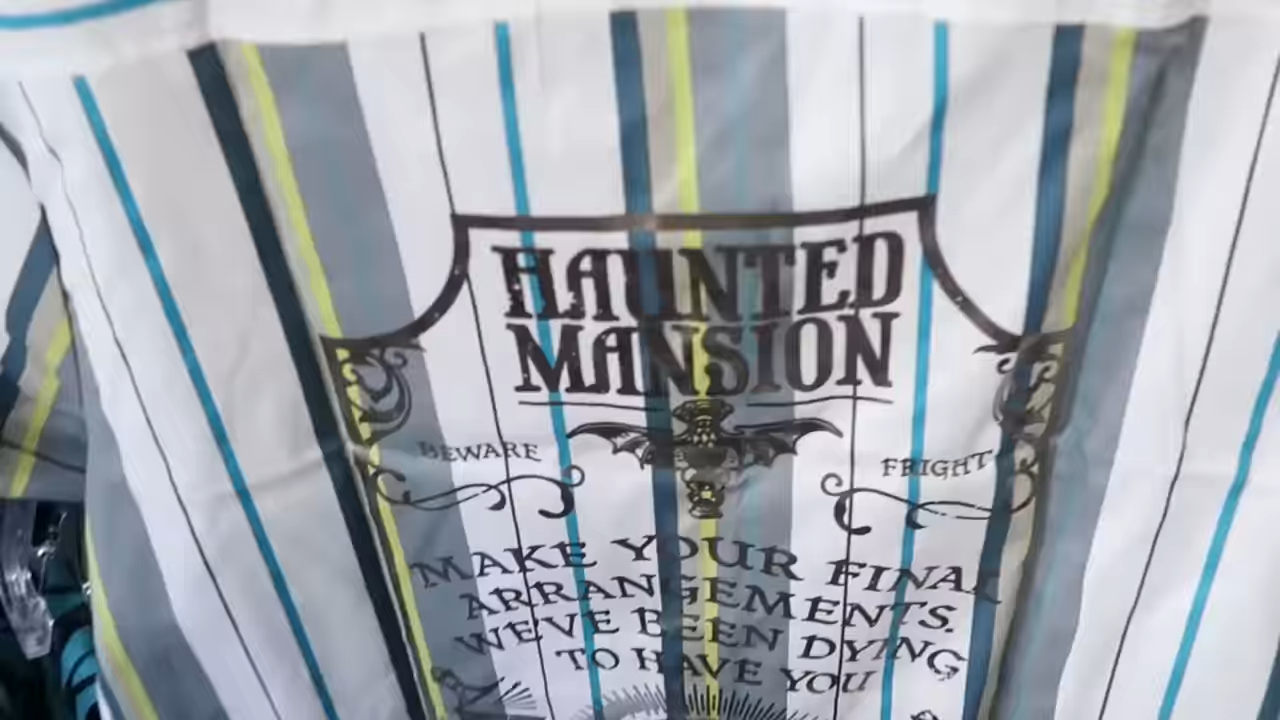 HAUNTED
MANSION
BEWARE
FRIGHT
MAKE YOUR FINAL
ARRANGEMENTS.
WE'VE BEEN DYING
TO HAVE YOU